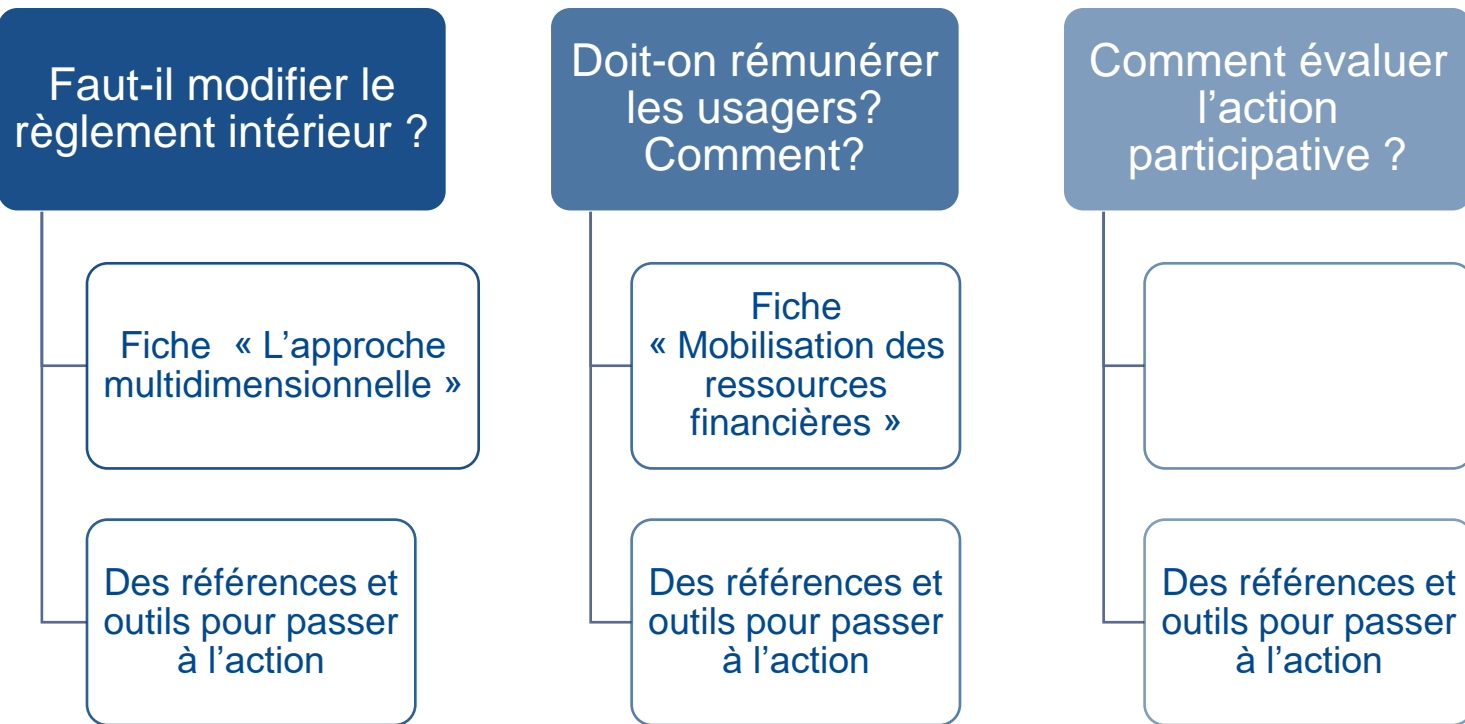 Faut-il modifier le
règlement intérieur ?
Fiche « L’approche
multidimensionnelle »
Des références et
outils pour passer
à l’action
Doit-on rémunérer
les usagers?
Comment?
Fiche
« Mobilisation des
ressources
financières »
Des références et
outils pour passer
à l’action
Comment évaluer
l’action
participative ?
Des références et
outils pour passer
à l’action